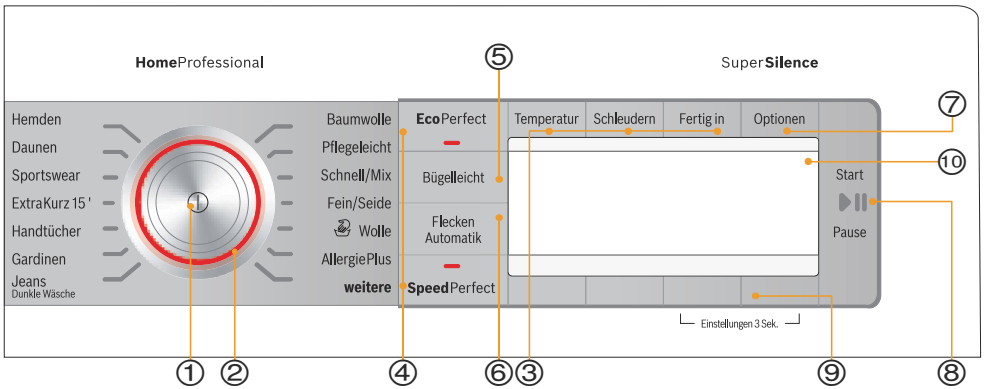 HomeProfessional
SuperSilence
⑤
⑦
Hemden
Daunen
Sportswear
ExtraKurz 15 '
Handtücher
Gardinen
Jeans
Dunkle Wäsche
Baumwolle
Pflegeleicht
Schnell/Mix
Fein/Seide
Wolle
AllergiePlus
weitere
EcoPerfect
Bügelleicht
Flecken
Automatik
SpeedPerfect
Temperatur
Schleudern
Fertig in
Optionen
⑩
Start
Pause
Einstellungen 3 Sek.
①
②
④
⑥
③
⑨
⑧